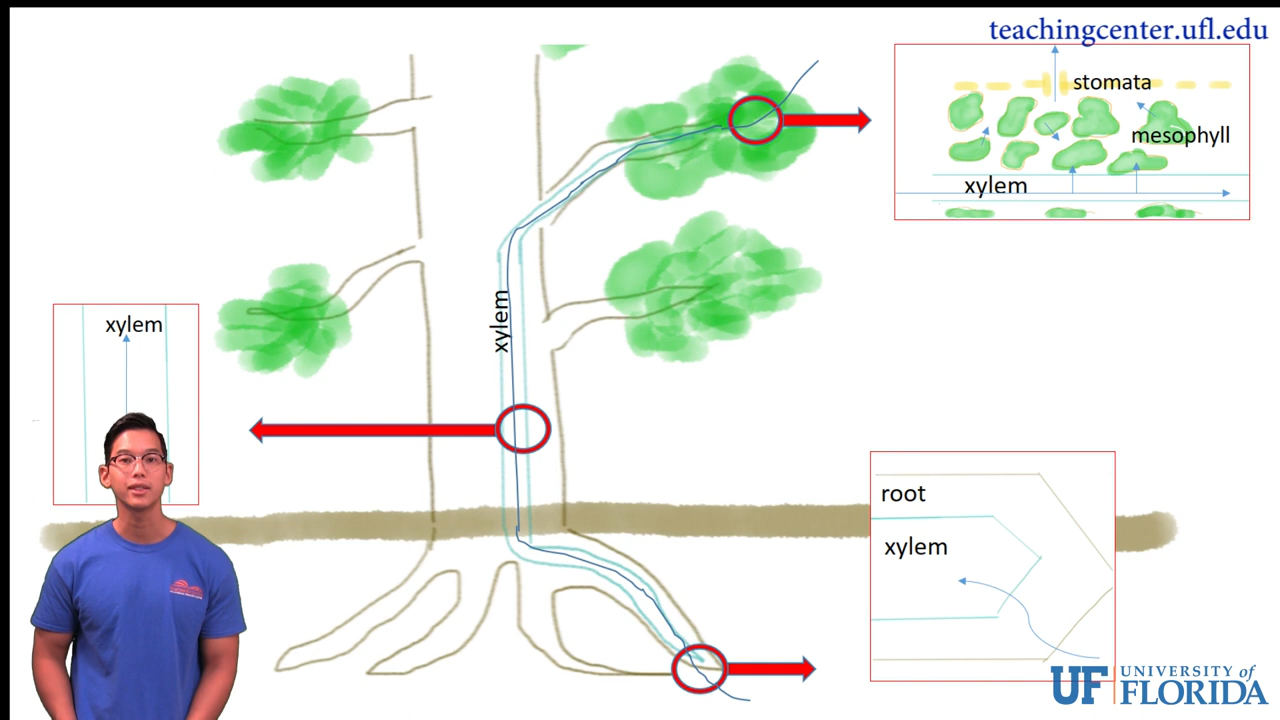 teachingcenter.ufl.edu
stomata
mesophyll
xylem
xylem
xylem
root
xylem
UF UNIVERSITY of
FLORIDA